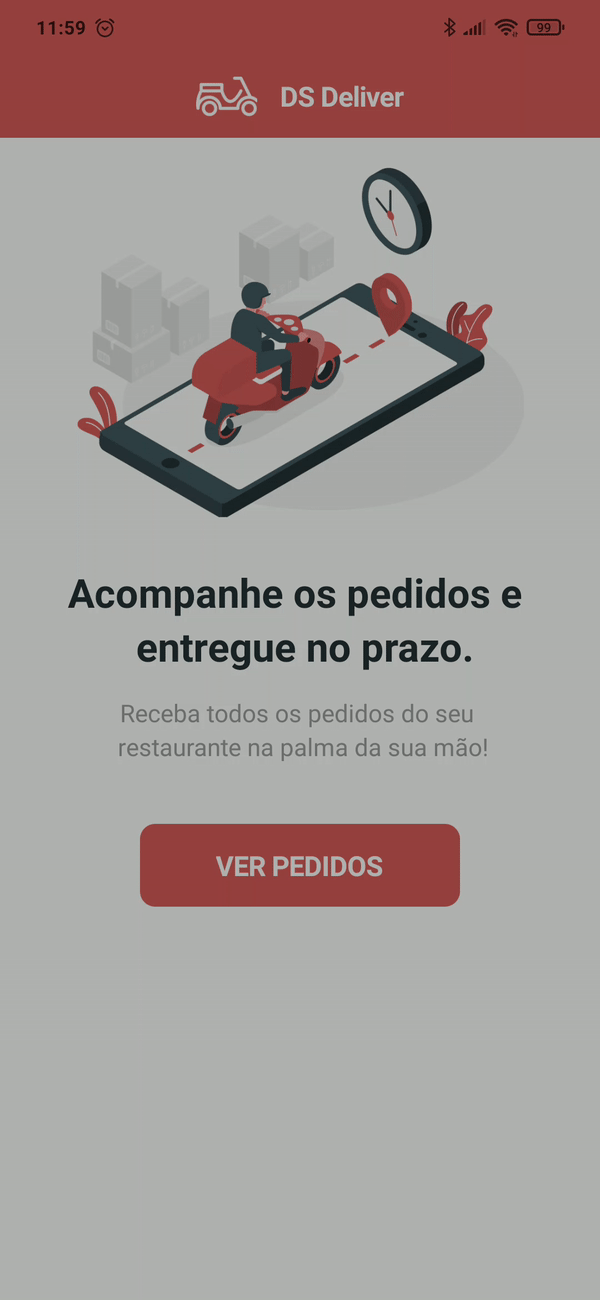 11:59
99
DS Deliver
Acompanhe os pedidos e
entregue no prazo.
Receba todos os pedidos do seu
restaurante na palma da sua mão!
VER PEDIDOS